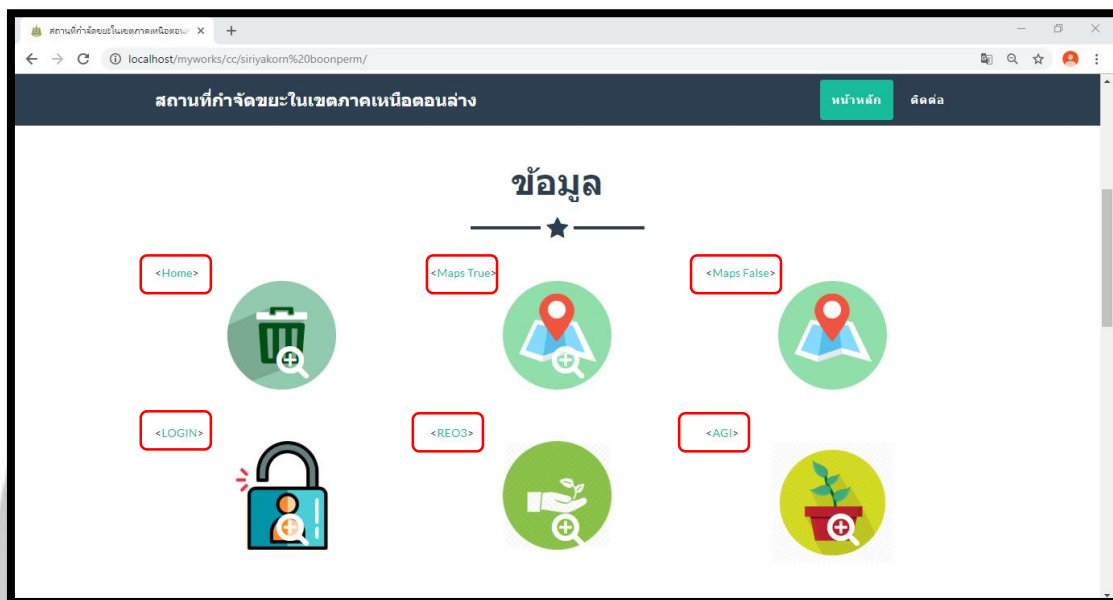 สถานที่กำจัดขยะในเขตภาคเหนือตอนล
localhost/myworks/cc/siriyakorn%20boonperm/
สถานที่กำจัดขยะในเขตภาคเหนือตอนล่าง
หน้าหลัก
ติดต่อ
ข้อมูล
<Home>
<Maps True>
<Maps False>
<LOGIN>
<REO3>
<AGI>